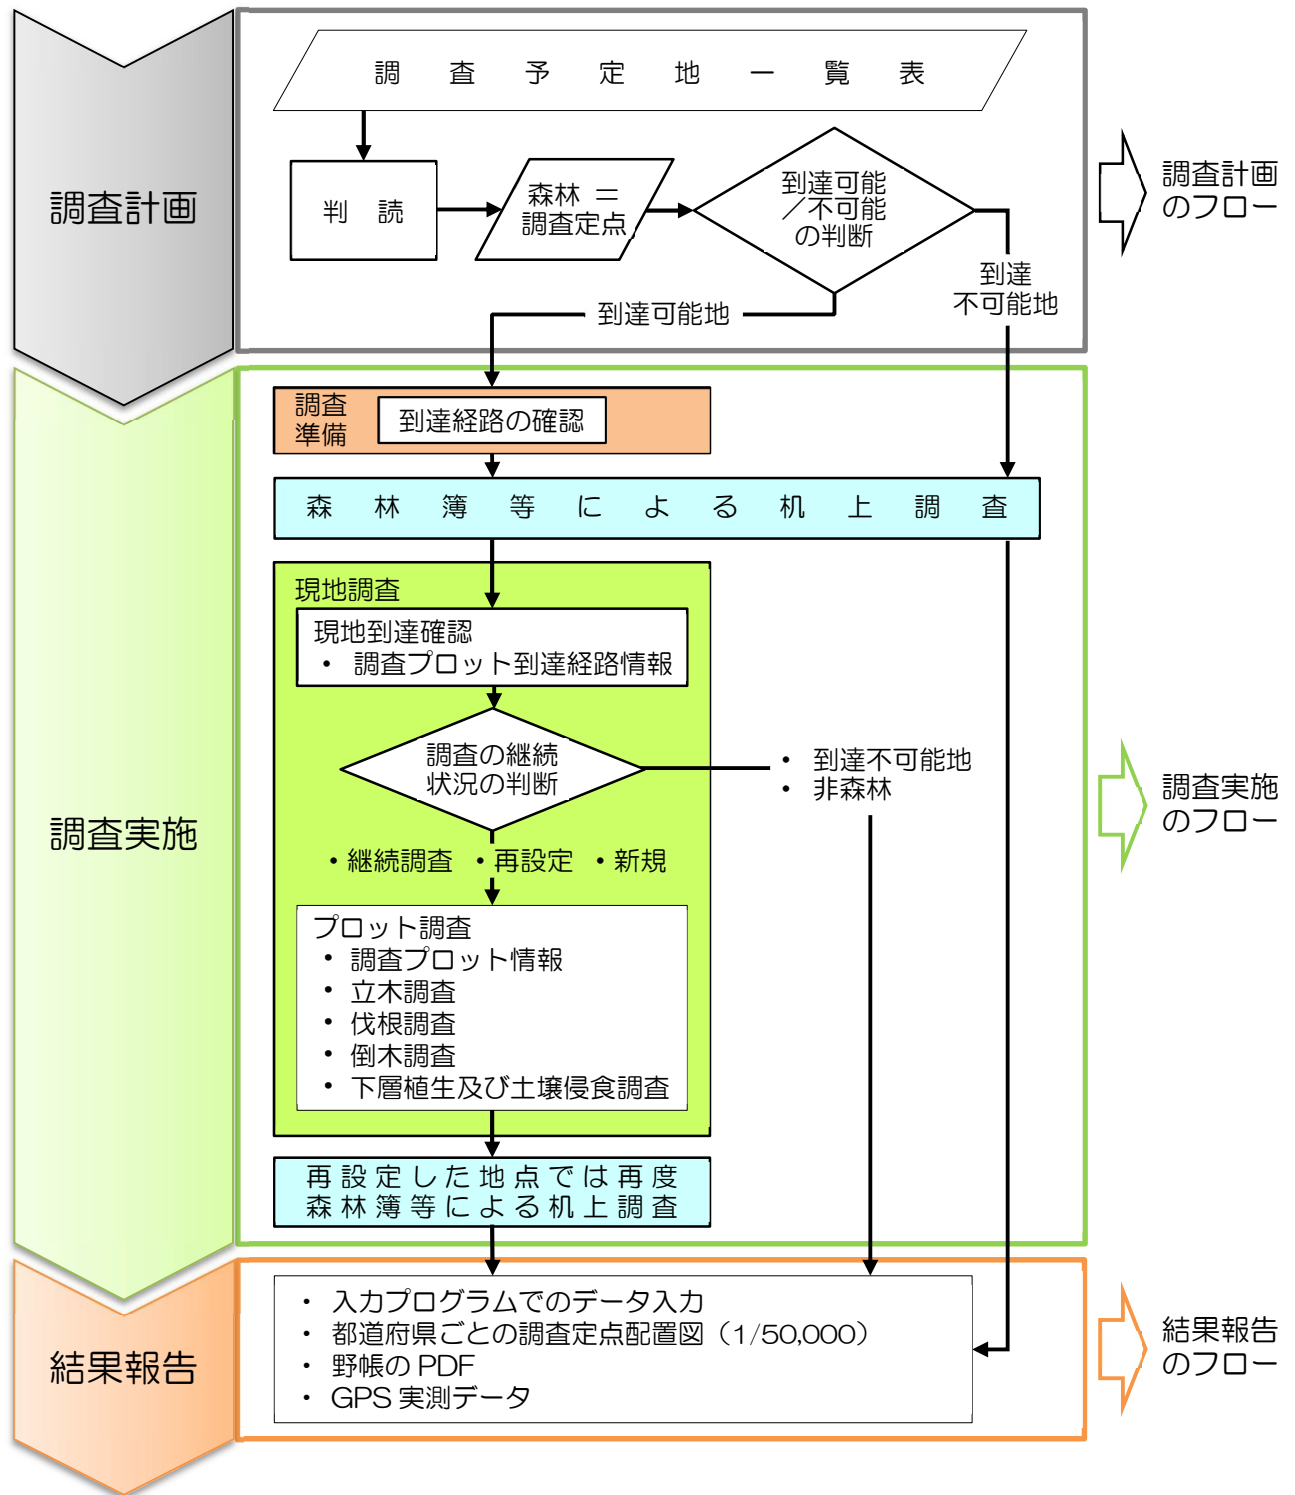 調査計画
調査予定地一覧表
判読
森林 ＝
調査定点
到達可能
／不可能
の判断
到達可能地
到達
不可能地
調査計画
のフロー
調査実施
調査
準備
到達経路の確認
森林簿等による机上調査
現地調査
現地到達確認
・ 調査プロット到達経路情報
調査の継続
状況の判断
・ 到達不可能地
・ 非森林
・継続調査 ・再設定 ・新規
プロット調査
・ 調査プロット情報
・ 立木調査
・ 伐根調査
・ 倒木調査
・ 下層植生及び土壌侵食調査
再設定した地点では再度
森林簿等による机上調査
調査実施
のフロー
結果報告
・ 入力プログラムでのデータ入力
・ 都道府県ごとの調査定点配置図（1/50,000）
・ 野帳の PDF
・ GPS 実測データ
結果報告
のフロー